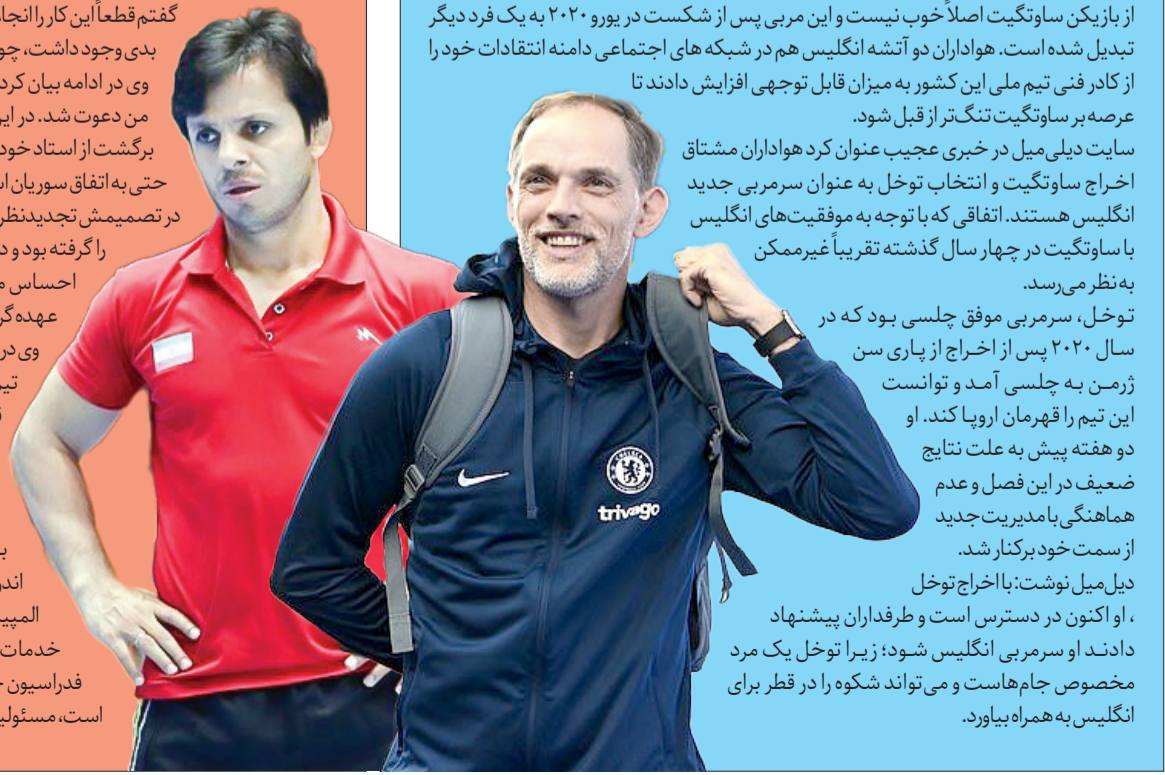 از بازیکن ساوتگیت اصلاً خوب نیست و این مربی پس از شکست در یورو ۲۰۲۰ به یک فرد دیگر
تبدیل شده است. هواداران دو آتشه انگلیس هم در شبکه های اجتماعی دامنه انتقادات خود را
از کادر فنی تیم ملی این کشور به میزان قابل توجهی افزایش دادند تا
عرصه بر ساوتگیت تنگ‌تر از قبل شود.
سایت دیلی‌میل در خبری عجیب عنوان کرد هواداران مشتاق
اخراج ساوتگیت و انتخاب توخل به عنوان سرمربی جدید
انگلیس هستند. اتفاقی که با توجه به موفقیت‌های انگلیس
با ساوتگیت در چهار سال گذشته تقریباً غیرممکن
به‌نظر می‌رسد.
توخل، سرمربی موفق چلسی بود که در
سال ۲۰۲۰ پس از اخراج از پاری سن
ژرمن به چلسی آمد و توانست
این تیم را قهرمان اروپا کند. او
دو هفته پیش به علت نتایج
ضعیف در این فصل و عدم
هماهنگی با مدیریت جدید
از سمت خود برکنار شد.
دیل‌میل نوشت: با اخراج توخل
، او اکنون در دسترس است و طرفداران پیشنهاد
دادند او سرمربی انگلیس شود؛ زیرا توخل یک مرد
مخصوص جام‌هاست و می‌تواند شکوه را در قطر برای
انگلیس به همراه بیاورد.
CHELSEA
trivago
گفتم قطعاً این کار را انجا
بدی وجود داشت، چو
وی در ادامه بیان کرد
من دعوت شد. در ایر
برگشت از استاد خود
حتی به اتفاق سوریان ا
در تصمیمش تجدیدنظر
را گرفته بود و د
احساس م
عهده گر
وی در
تیر
ب
اند
المپی
خدمات
فدراسیون
است، مسئولی